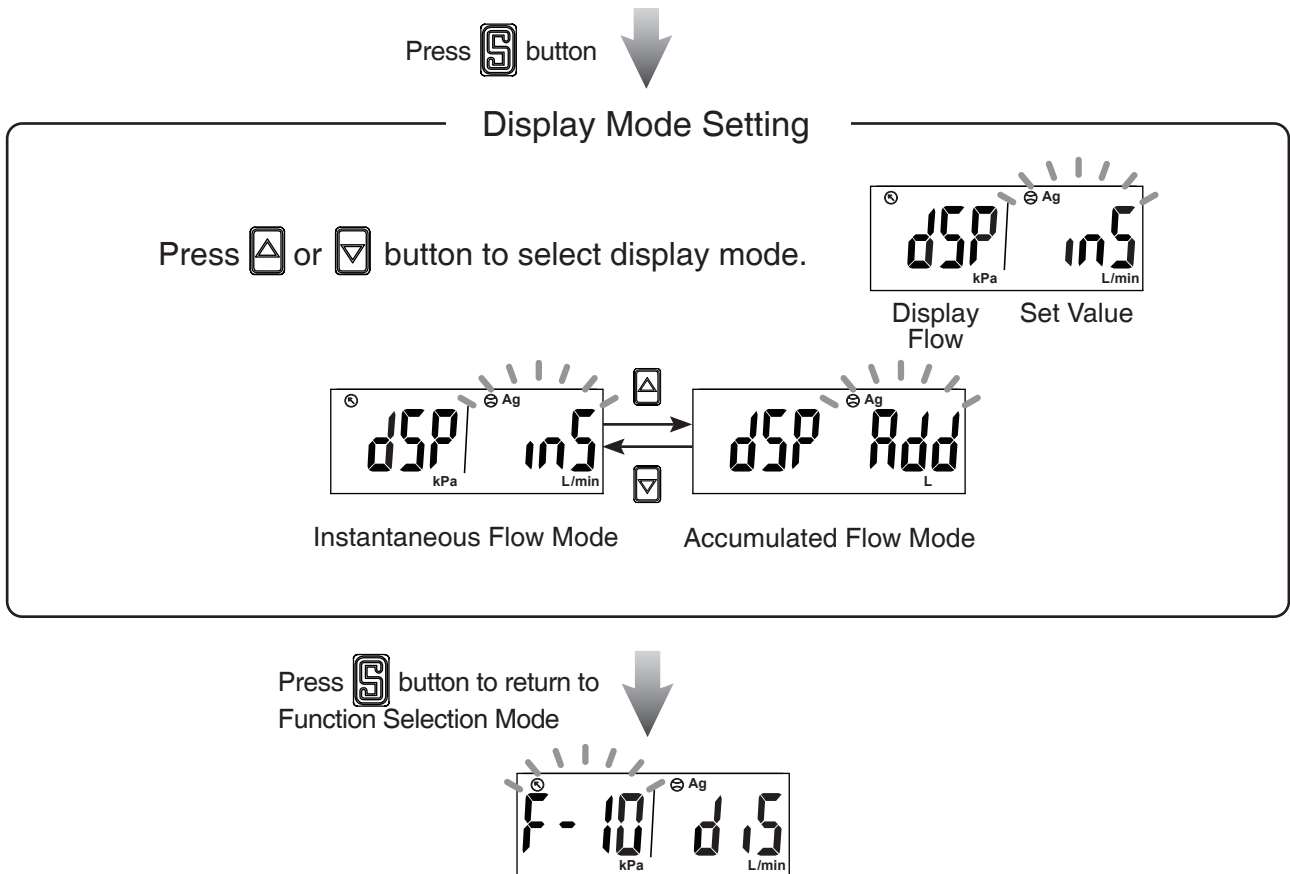 Press S button
Display Mode Setting
Press or button to select display mode.
Ag
dSP inS
kPa L/min
Display Flow
Set Value
Ag
dSP inS
kPa L/min
Ag
dSP Add
L
Instantaneous Flow Mode
Accumulated Flow Mode
Press S button to return to
Function Selection Mode
Ag
F-10 diS
kPa L/min